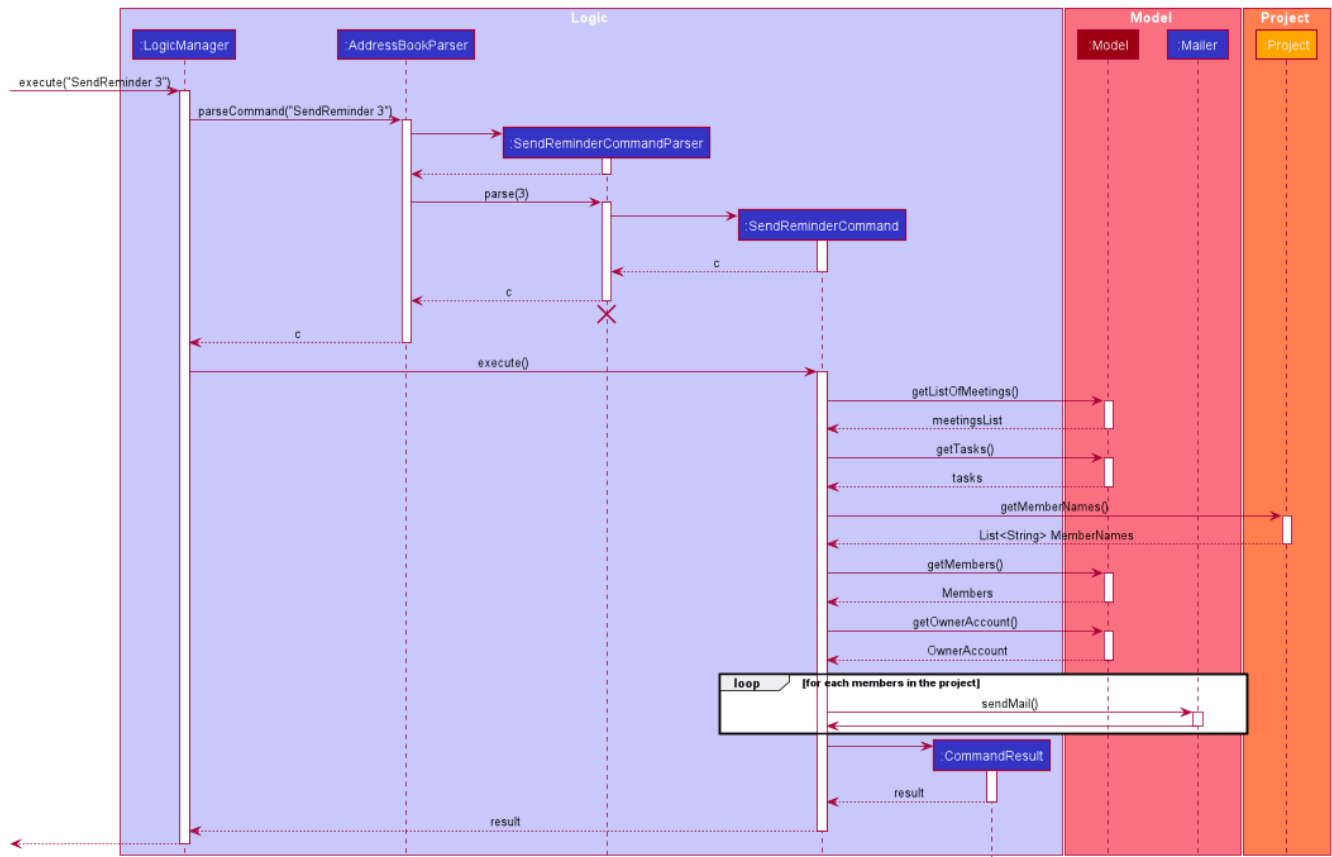 Logic
Model
Project
:LogicManager
:AddressBookParser
:Model
:Mailer
:Project
execute("SendReminder 3")
parseCommand("SendReminder 3")
:SendReminderCommandParser
parse(3)
:SendReminderCommand
c
c
c
execute()
getListOfMeetings()
meetingsList
getTasks()
tasks
getMemberNames()
List<String> MemberNames
getMembers()
Members
getOwnerAccount()
OwnerAccount
loop
[for each members in the project]
sendMail()
:CommandResult
result
result